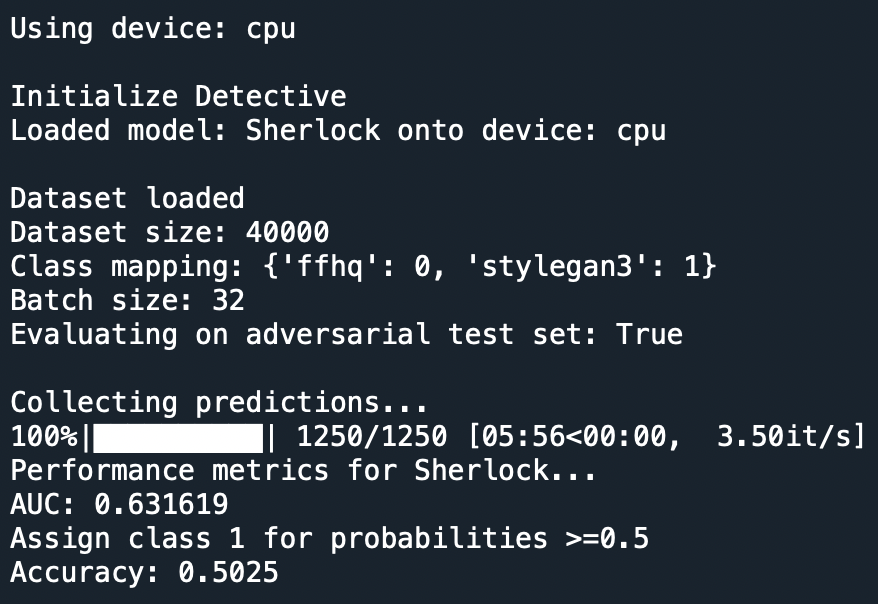 Using device: cpu
Initialize Detective
Loaded model: Sherlock onto device: cpu
Dataset loaded
Dataset size: 40000
Class mapping: {'ffhq': 0, 'stylegan3': 1}
Batch size: 32
Evaluating on adversarial test set: True
Collecting predictions...
100%|██████████| 1250/1250 [05:56<00:00,  3.50it/s]
Performance metrics for Sherlock...
AUC: 0.631619
Assign class 1 for probabilities >=0.5
Accuracy: 0.5025